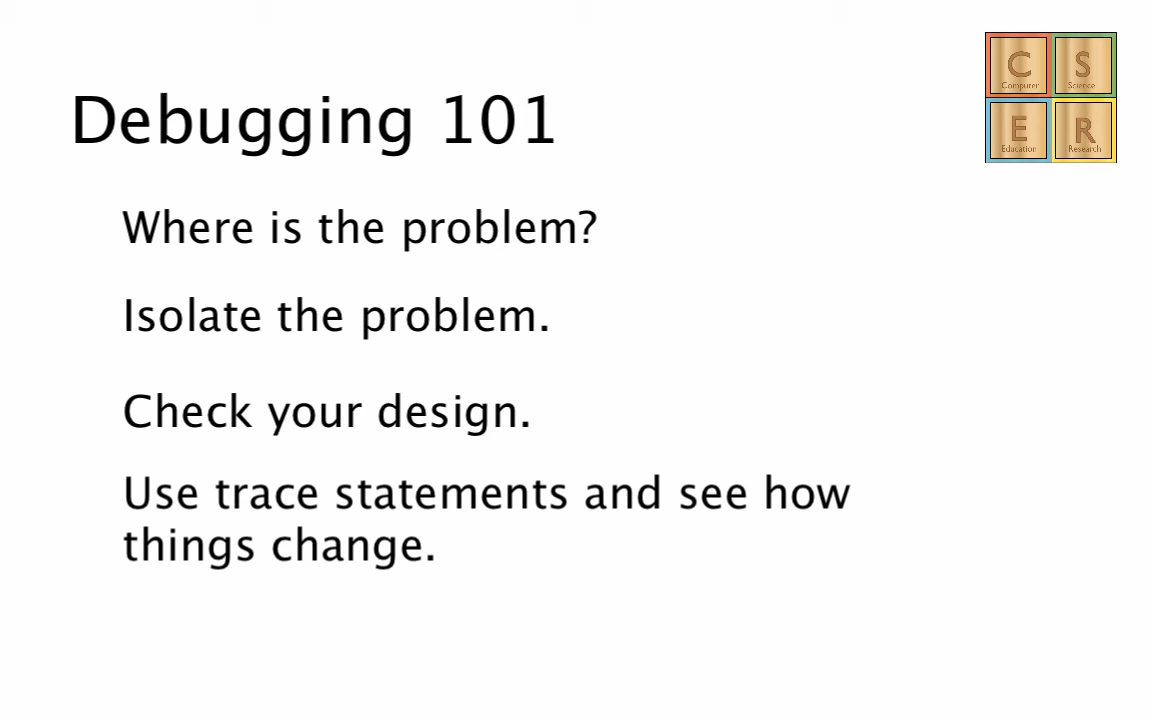 Debugging 101
C
Computer
S
Science
E
Education
R
Research
Where is the problem?
Isolate the problem.
Check your design.
Use trace statements and see how
things change.